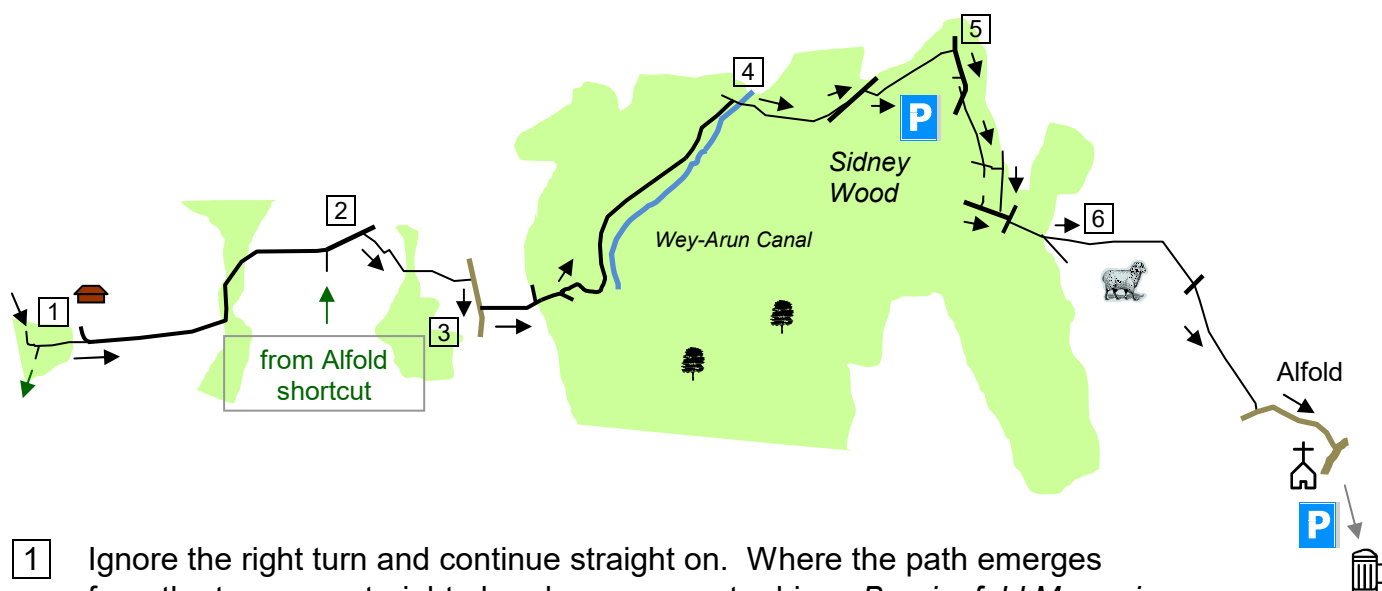 5
4
P
Sidney
Wood
2
6
Wey-Arun Canal
1
3
from Alfold
shortcut
Alfold
P
1 Ignore the right turn and continue straight on. Where the path emerges